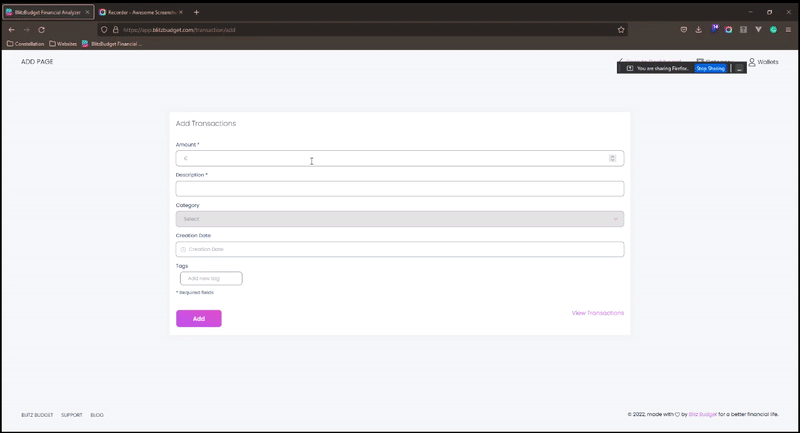 BlitzBudget Financial Analyzer
Recorder - Awesome Screensho
https://app.blitzbudget.com/transaction/add
Constellation
Websites
BlitzBudget Financial ...
ADD PAGE
Wallets
You are sharing Firefox.
Stop Sharing
Add Transactions
Amount *
Description *
Category
Select
Creation Date
Creation Date
Tags
Add new tag
* Required fields
Add
View Transactions
BLITZ BUDGET
SUPPORT
BLOG
© 2022, made with by Blitz Budget for a better financial life.